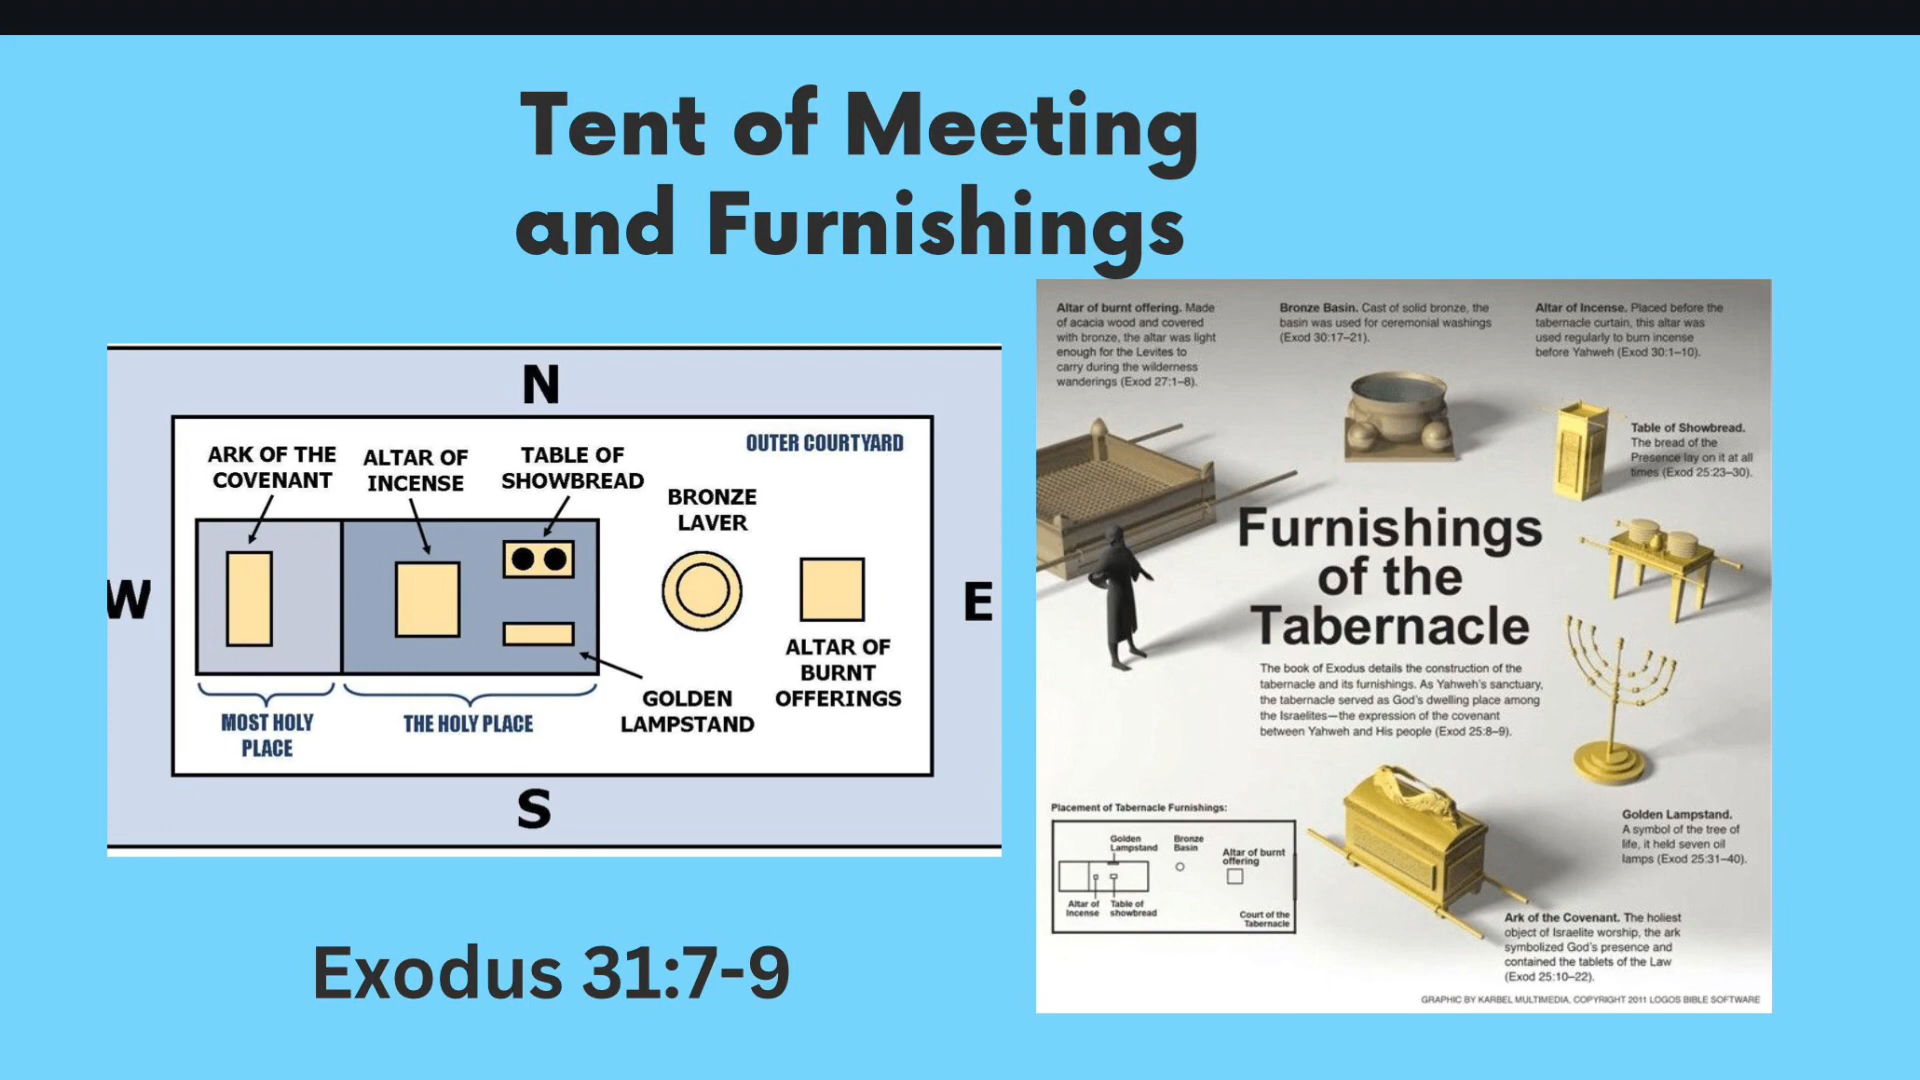 Tent of Meeting
and Furnishings
N
OUTER COURTYARD
ARK OF THE
COVENANT
ALTAR OF
INCENSE
TABLE OF
SHOWBREAD
BRONZE
LAVER
W
E
ALTAR OF
BURNT
OFFERINGS
GOLDEN
LAMPSTAND
MOST HOLY
PLACE
THE HOLY PLACE
S
Exodus 31:7-9
Altar of burnt offering. Made
of acacia wood and covered
with bronze, the altar was light
enough for the Levites to
carry during the wilderness
wanderings (Exod 27:1–8).
Bronze Basin. Cast of solid bronze, the
basin was used for ceremonial washings
(Exod 30:17–21).
Altar of Incense. Placed before the
tabernacle curtain, this altar was
used regularly to burn incense
before Yahweh (Exod 30:1–10).
Table of Showbread.
The bread of the
Presence lay on it at all
times (Exod 25:23–30).
Furnishings
of the
Tabernacle
The book of Exodus details the construction of the
tabernacle and its furnishings. As Yahweh's sanctuary,
the tabernacle served as God's dwelling place among
the Israelites—the expression of the covenant
between Yahweh and His people (Exod 25:8–9).
Placement of Tabernacle Furnishings:
Golden
Lampstand
Bronze
Basin
Altar of burnt
offering
Altar of
Incense
Table of
showbread
Court of the
Tabernacle
Golden Lampstand.
A symbol of the tree of
life, it held seven oil
lamps (Exod 25:31–40).
Ark of the Covenant. The holiest
object of Israelite worship, the ark
symbolized God's presence and
contained the tablets of the Law
(Exod 25:10–22).
GRAPHIC BY KARBEL MULTIMEDIA, COPYRIGHT 2011 LOGOS BIBLE SOFTWARE